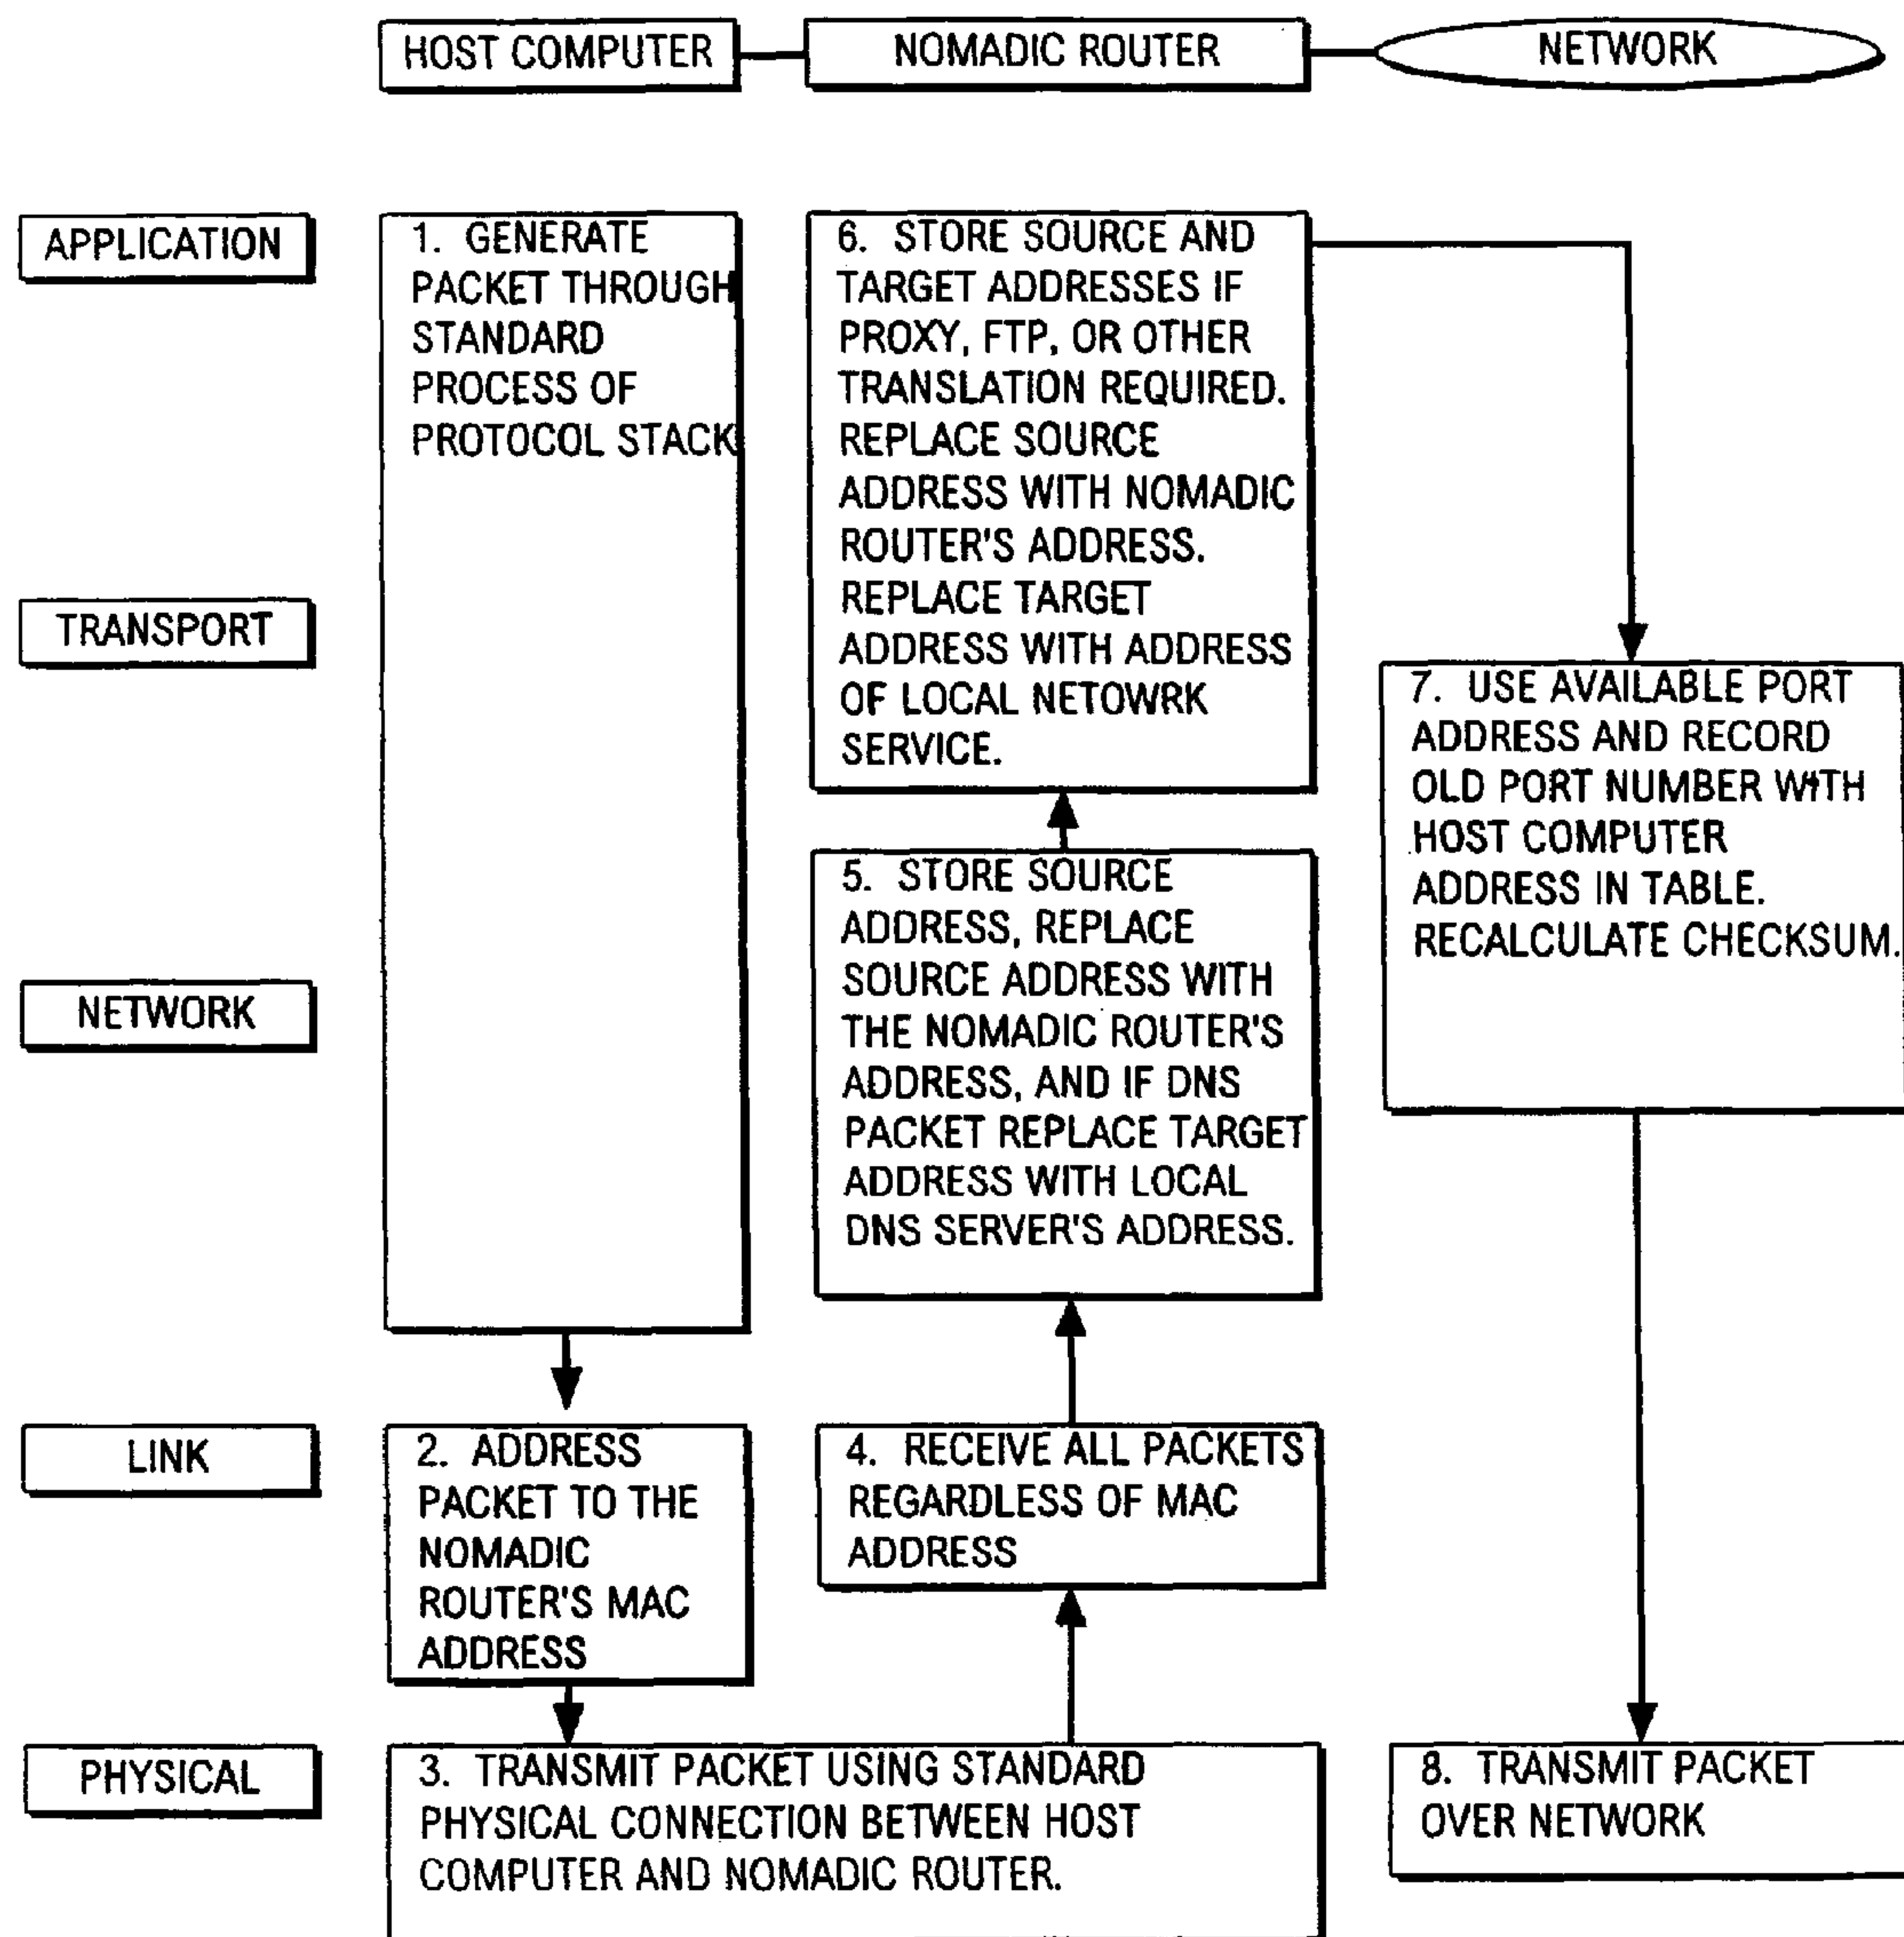 HOST COMPUTER
NOMADIC ROUTER
NETWORK
APPLICATION
TRANSPORT
NETWORK
LINK
PHYSICAL
1. GENERATE
PACKET THROUGH
STANDARD
PROCESS OF
PROTOCOL STACK
2. ADDRESS
PACKET TO THE
NOMADIC
ROUTER'S MAC
ADDRESS
3. TRANSMIT PACKET USING STANDARD
PHYSICAL CONNECTION BETWEEN HOST
COMPUTER AND NOMADIC ROUTER.
4. RECEIVE ALL PACKETS
REGARDLESS OF MAC
ADDRESS
5. STORE SOURCE
ADDRESS, REPLACE
SOURCE ADDRESS WITH
THE NOMADIC ROUTER'S
ADDRESS, AND IF DNS
PACKET REPLACE TARGET
ADDRESS WITH LOCAL
DNS SERVER'S ADDRESS.
6. STORE SOURCE AND
TARGET ADDRESSES IF
PROXY, FTP, OR OTHER
TRANSLATION REQUIRED.
REPLACE SOURCE
ADDRESS WITH NOMADIC
ROUTER'S ADDRESS.
REPLACE TARGET
ADDRESS WITH ADDRESS
OF LOCAL NETOWRK
SERVICE.
7. USE AVAILABLE PORT
ADDRESS AND RECORD
OLD PORT NUMBER WITH
HOST COMPUTER
ADDRESS IN TABLE.
RECALCULATE CHECKSUM.
8. TRANSMIT PACKET
OVER NETWORK